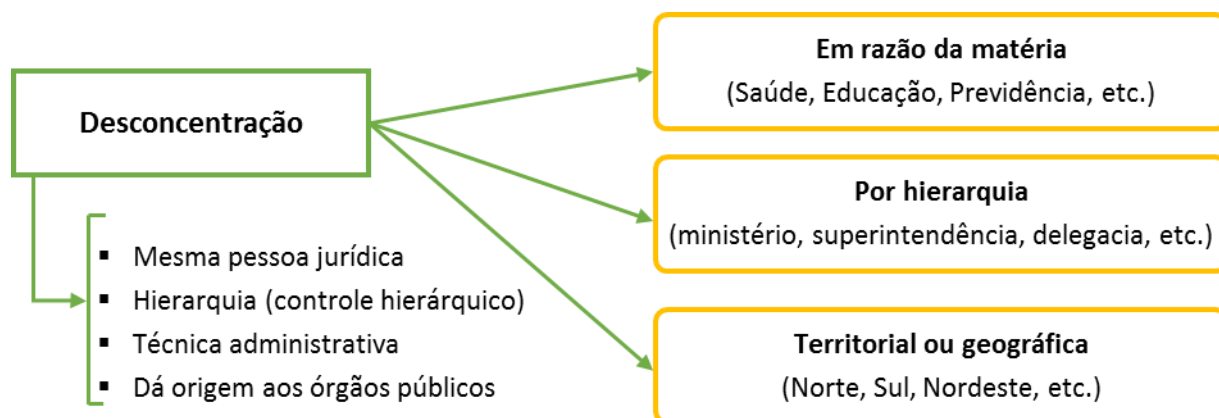 Desconcentração
▪ Mesma pessoa jurídica
▪ Hierarquia (controle hierárquico)
▪ Técnica administrativa
▪ Dá origem aos órgãos públicos
Em razão da matéria
(Saúde, Educação, Previdência, etc.)
Por hierarquia
(ministério, superintendência, delegacia, etc.)
Territorial ou geográfica
(Norte, Sul, Nordeste, etc.)